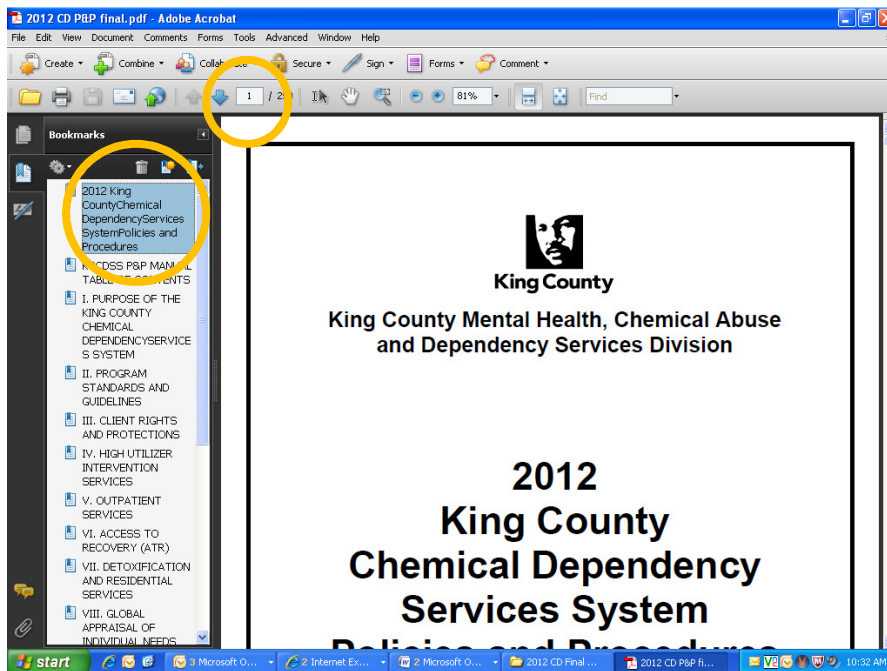 2012 CD P&P final.pdf - Adobe Acrobat
File Edit View Document Comments Forms Tools Advanced Window Help
Create Combine Secure Sign Forms Comment
1 / 81% Find
Bookmarks
2012 King
CountyChemical
DependencyServices
SystemPolicies and
Procedures
P&P
I. PURPOSE OF THE
KING COUNTY
CHEMICAL
DEPENDENCYSERVICE
S SYSTEM
II. PROGRAM
STANDARDS AND
GUIDELINES
III. CLIENT RIGHTS
AND PROTECTIONS
IV. HIGH UTILIZER
INTERVENTION
SERVICES
V. OUTPATIENT
SERVICES
VI. ACCESS TO
RECOVERY (ATR)
VII. DETOXIFICATION
AND RESIDENTIAL
SERVICES
VIII. GLOBAL
APPRAISAL OF
INDIVIDUAL NEEDS
King County
King County Mental Health, Chemical Abuse
and Dependency Services Division
2012
King County
Chemical Dependency
Services System
Policies and Procedures
start 3 Microsoft O... 2 Internet Ex... 2 Microsoft O... 2012 CD Final ... 2012 CD P&P fi... 10:32 AM